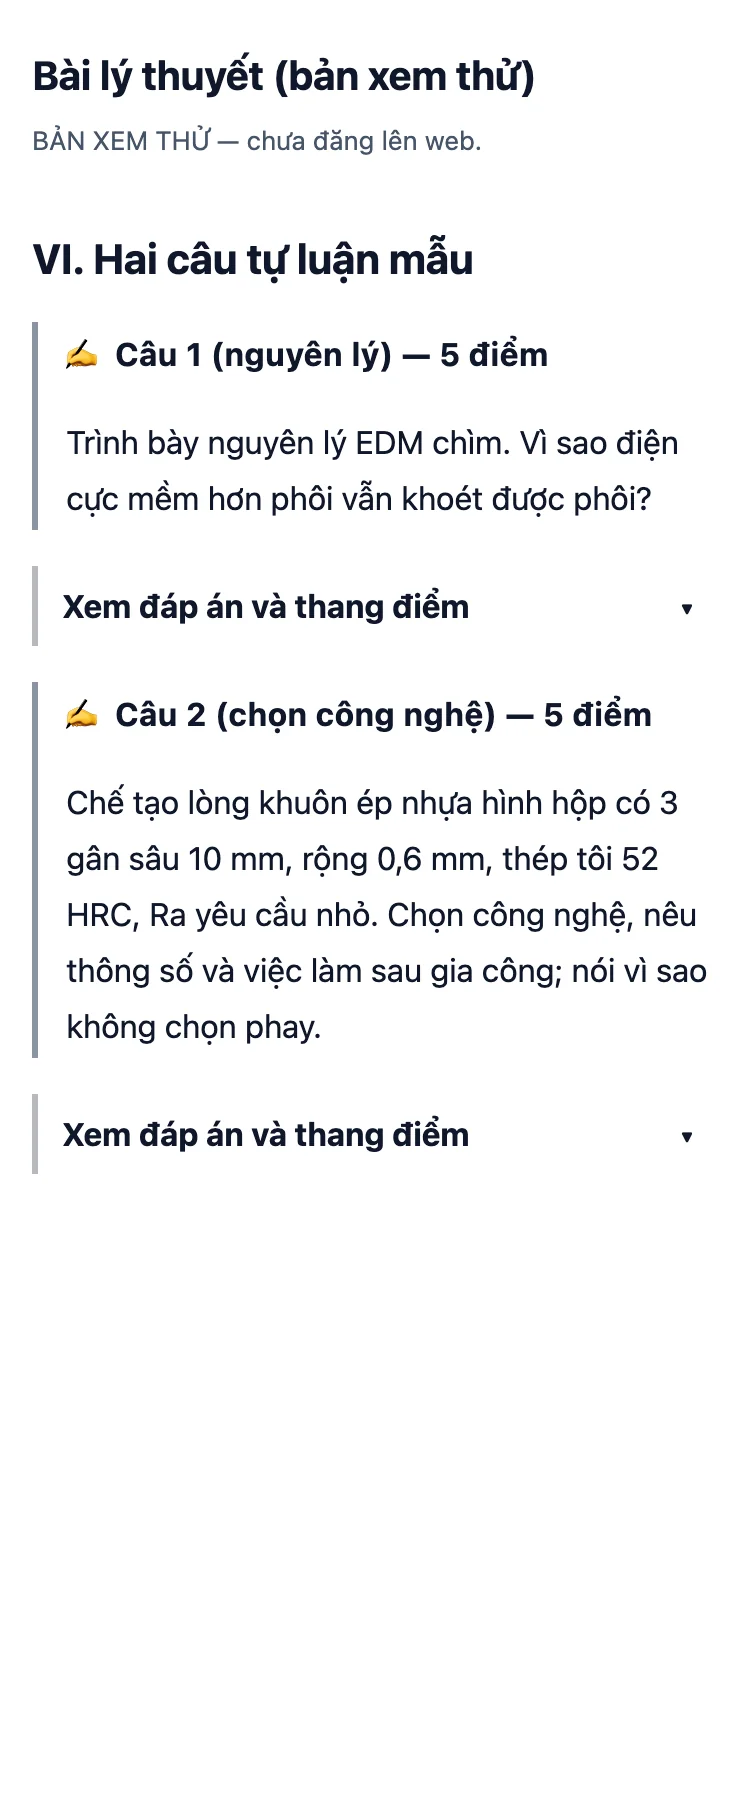 Bài lý thuyết (bản xem thử)
BẢN XEM THỬ — chưa đăng lên web.
VI. Hai câu tự luận mẫu
✍️ Câu 1 (nguyên lý) — 5 điểm
Trình bày nguyên lý EDM chìm. Vì sao điện
cực mềm hơn phôi vẫn khoét được phôi?
Xem đáp án và thang điểm ▼
✍️ Câu 2 (chọn công nghệ) — 5 điểm
Chế tạo lòng khuôn ép nhựa hình hộp có 3
gân sâu 10 mm, rộng 0,6 mm, thép tôi 52
HRC, Ra yêu cầu nhỏ. Chọn công nghệ, nêu
thông số và việc làm sau gia công; nói vì sao
không chọn phay.
Xem đáp án và thang điểm ▼